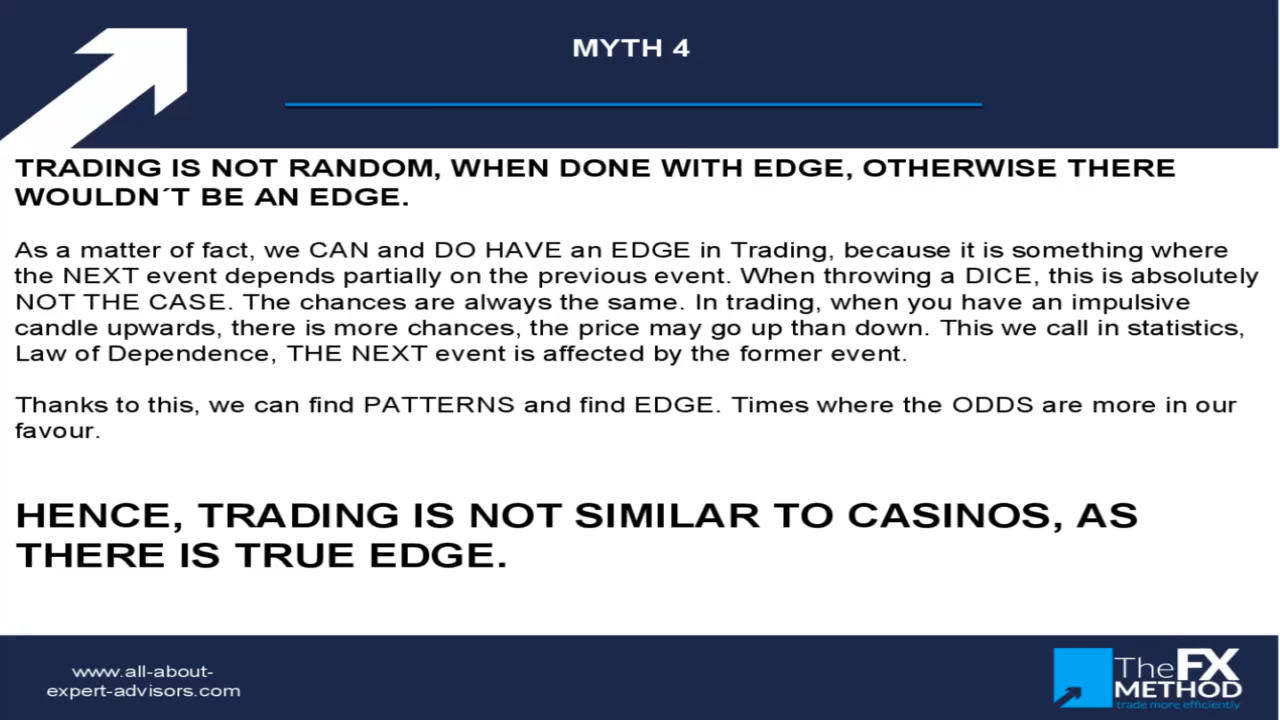 MYTH 4
TRADING IS NOT RANDOM, WHEN DONE WITH EDGE, OTHERWISE THERE
WOULDN´T BE AN EDGE.
As a matter of fact, we CAN and DO HAVE an EDGE in Trading, because it is something where
the NEXT event depends partially on the previous event. When throwing a DICE, this is absolutely
NOT THE CASE. The chances are always the same. In trading, when you have an impulsive
candle upwards, there is more chances, the price may go up than down. This we call in statistics,
Law of Dependence, THE NEXT event is affected by the former event.
Thanks to this, we can find PATTERNS and find EDGE. Times where the ODDS are more in our
favour.
HENCE, TRADING IS NOT SIMILAR TO CASINOS, AS
THERE IS TRUE EDGE.
www.all-about-
expert-advisors.com
The FX
METHOD
trade more efficiently